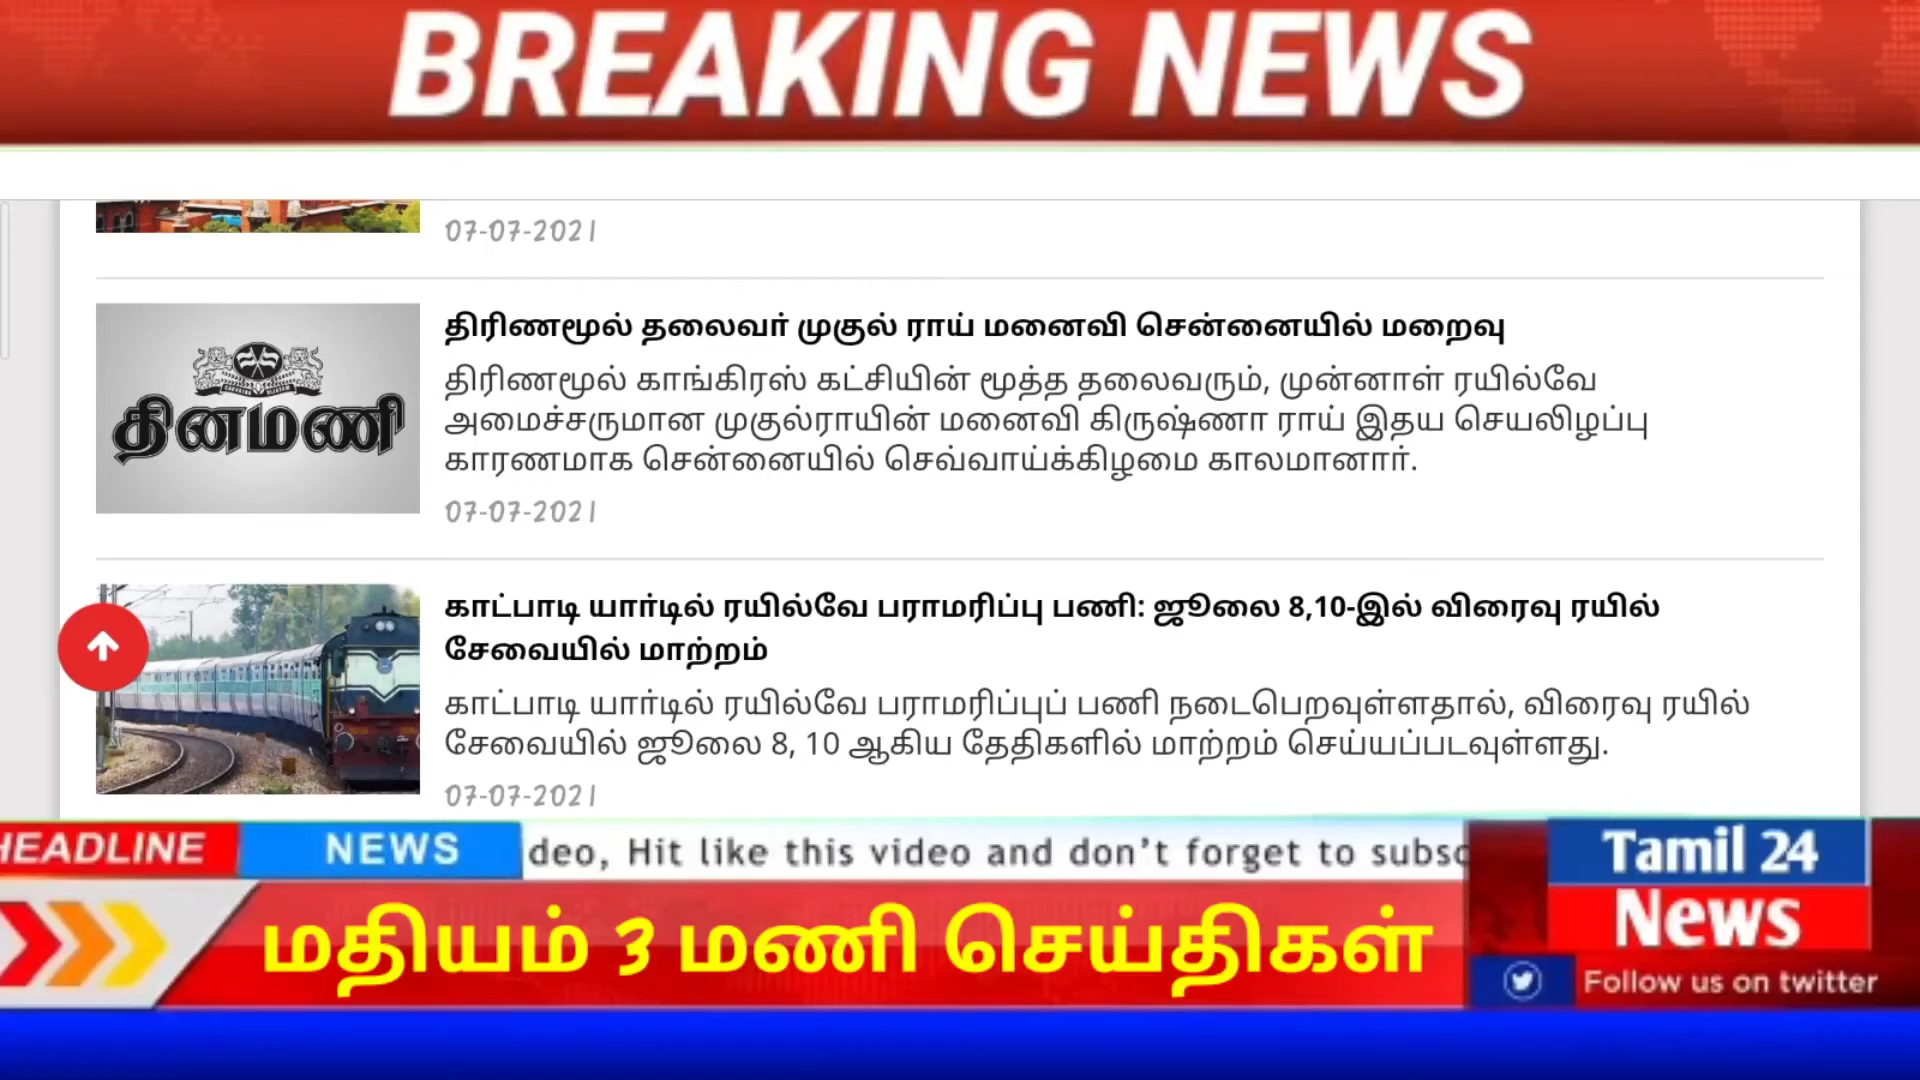 BREAKING NEWS
07-07-2021
திரிணமூல் தலைவர் முகுல் ராய் மனைவி சென்னையில் மறைவு
திரிணமூல் காங்கிரஸ் கட்சியின் மூத்த தலைவரும், முன்னாள் ரயில்வே
அமைச்சருமான முகுல்ராயின் மனைவி கிருஷ்ணா ராய் இதய செயலிழப்பு
காரணமாக சென்னையில் செவ்வாய்க்கிழமை காலமானார்.
தினமணி
07-07-2021
காட்பாடி யார்டில் ரயில்வே பராமரிப்பு பணி: ஜூலை 8,10-இல் விரைவு ரயில்
சேவையில் மாற்றம்
காட்பாடி யார்டில் ரயில்வே பராமரிப்புப் பணி நடைபெறவுள்ளதால், விரைவு ரயில்
சேவையில் ஜூலை 8, 10 ஆகிய தேதிகளில் மாற்றம் செய்யப்படவுள்ளது.
07-07-2021
HEADLINE NEWS deo, Hit like this video and don't forget to subsc
Tamil 24
News
மதியம் 3 மணி செய்திகள்
Follow us on twitter